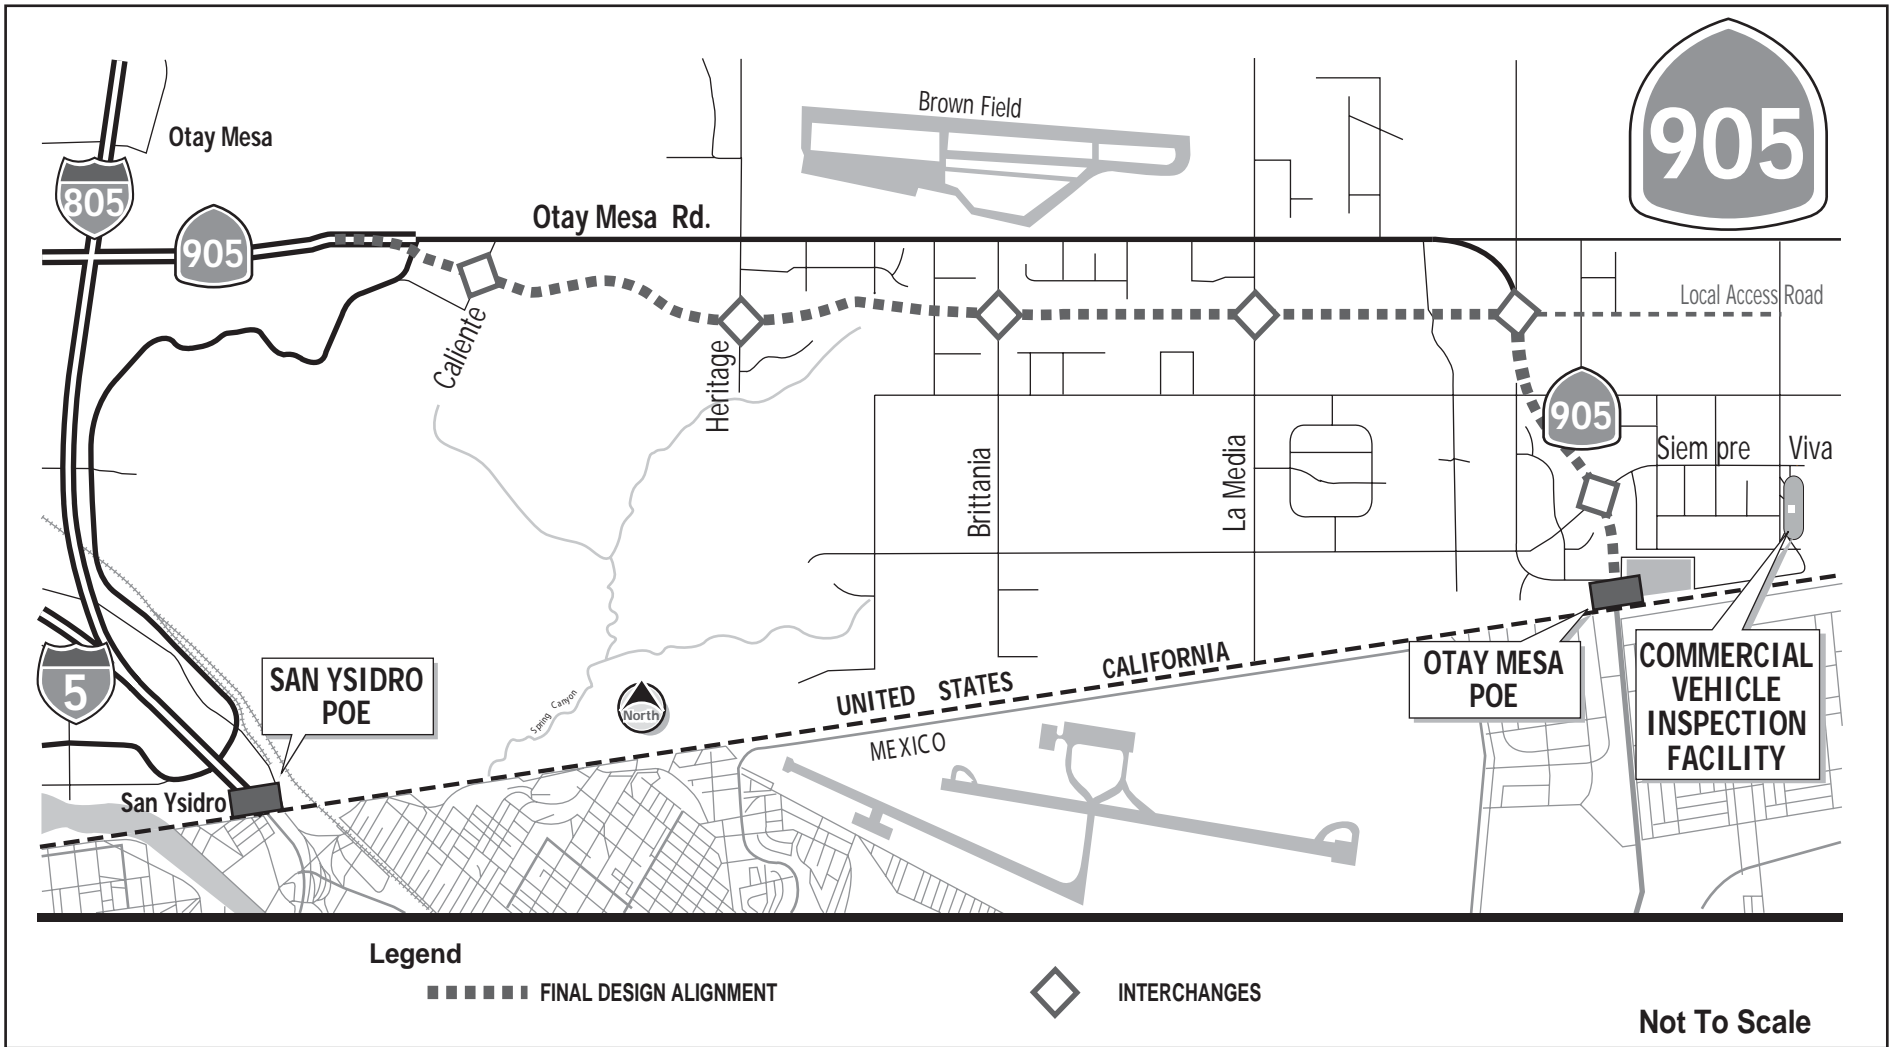 905
Brown Field
Otay Mesa
805
905
Otay Mesa Rd.
Local Access Road
Caliente
Heritage
Brittania
La Media
905
Siem pre Viva
5
SAN YSIDRO
POE
Spring Canyon
North
UNITED STATES
CALIFORNIA
MEXICO
OTAY MESA
POE
COMMERCIAL
VEHICLE
INSPECTION
FACILITY
San Ysidro
Legend
FINAL DESIGN ALIGNMENT
INTERCHANGES
Not To Scale